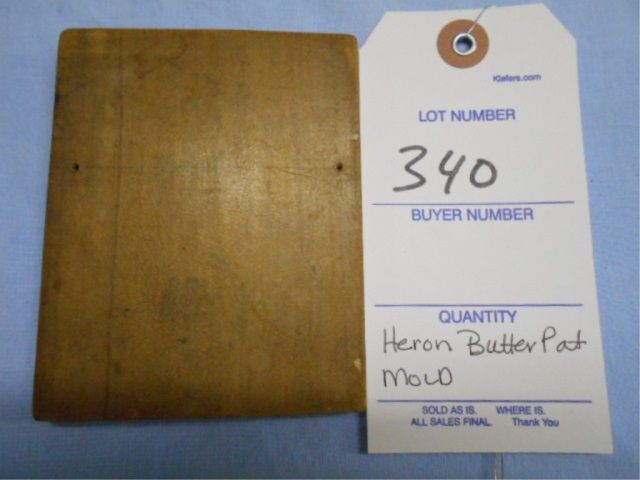 Kiefers.com
LOT NUMBER
340
BUYER NUMBER
QUANTITY
Heron Butter Pat
Mold
SOLD AS IS. WHERE IS.
ALL SALES FINAL. Thank You